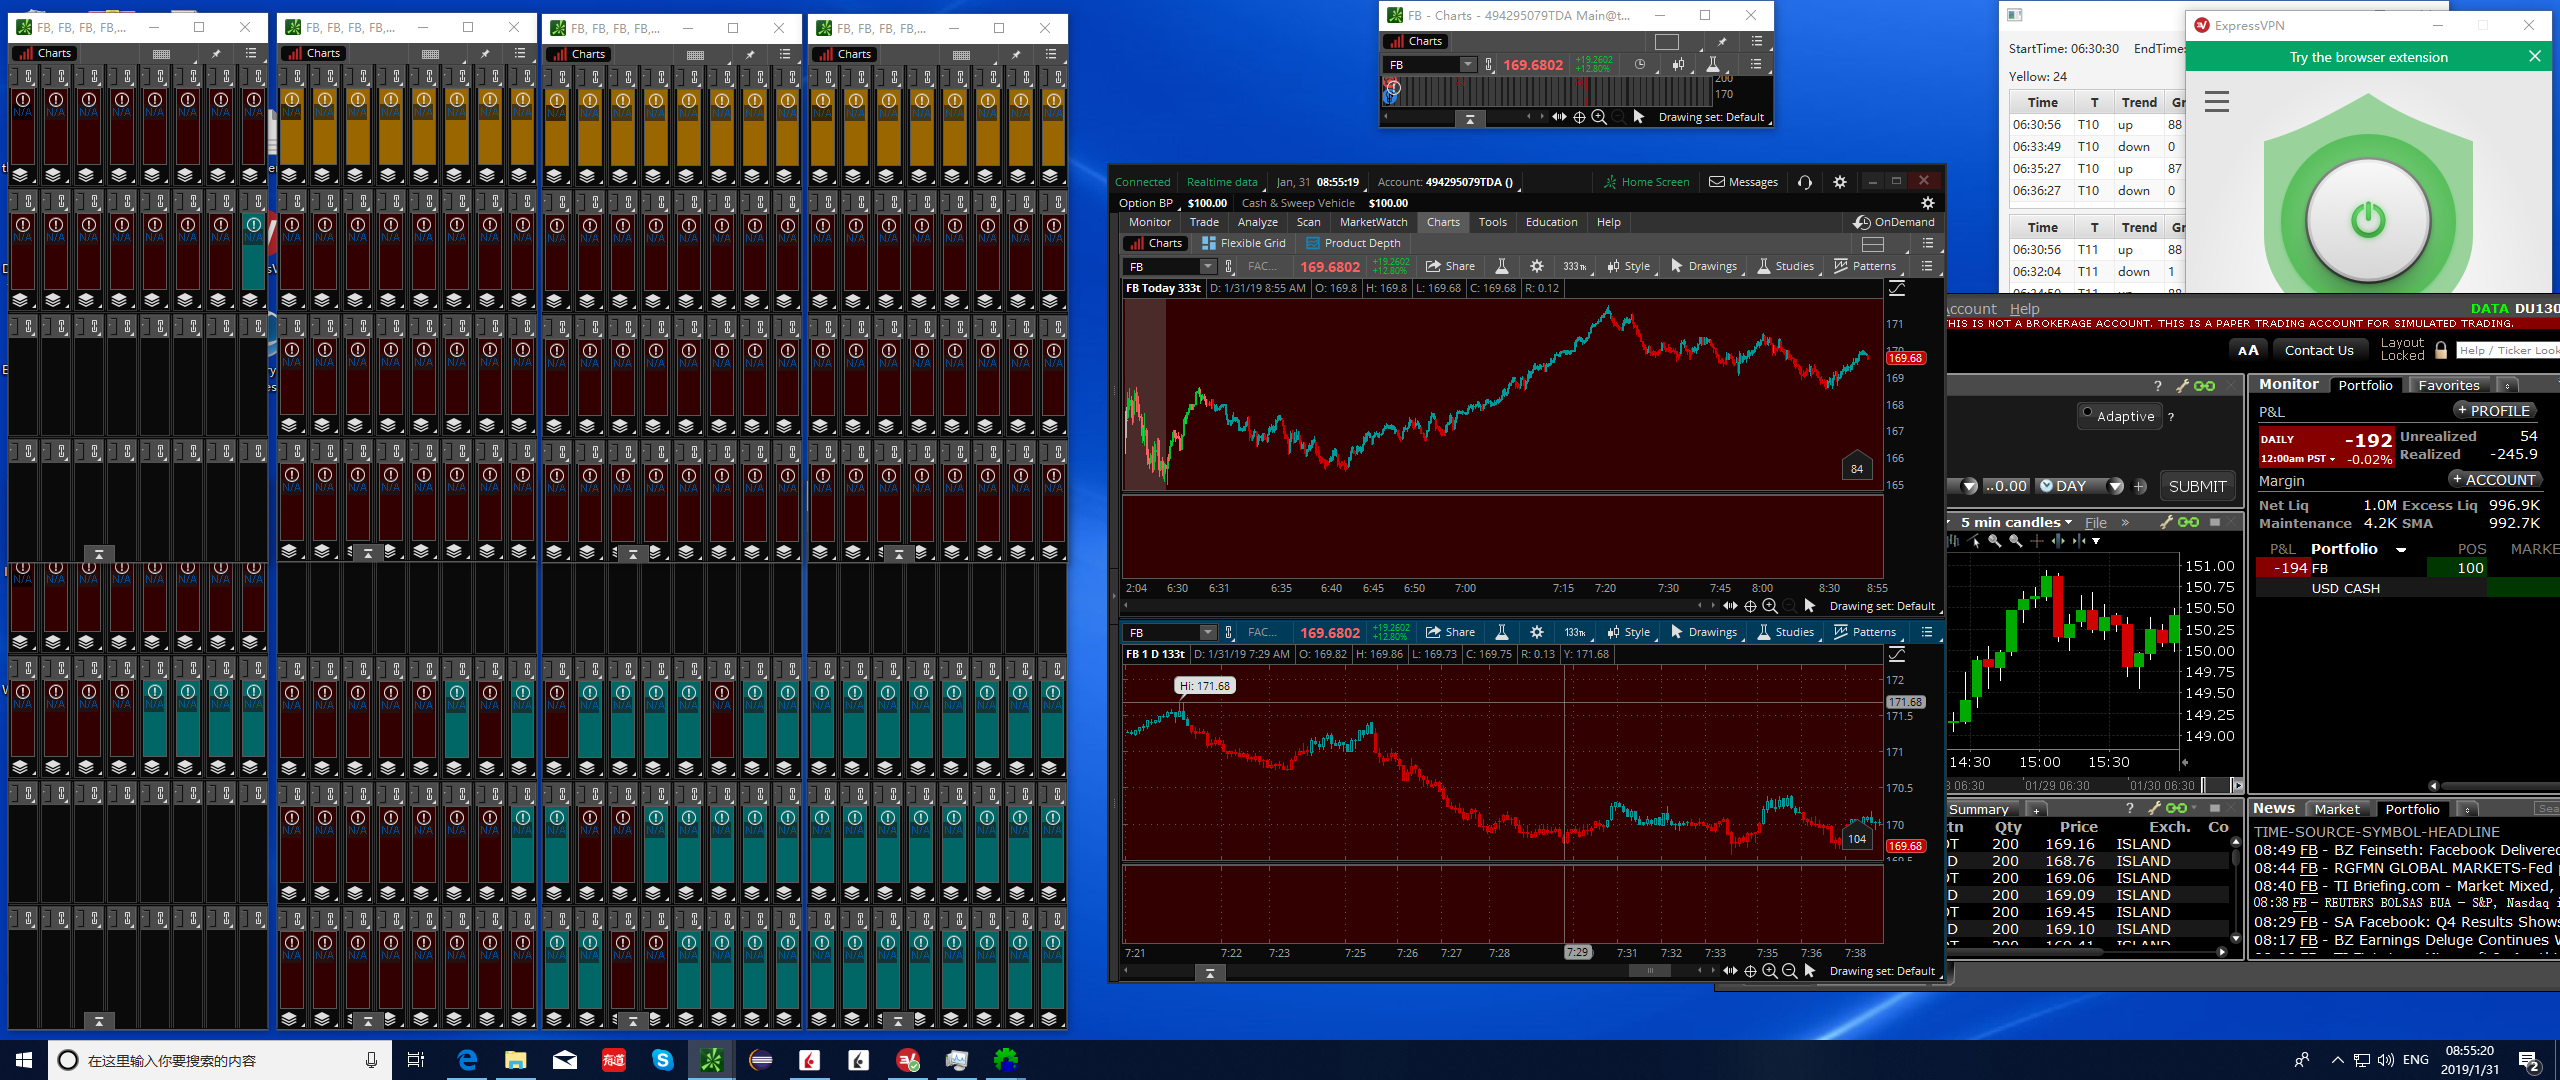 FB, FB, FB, FB,...
Charts
FB, FB, FB, FB,...
Charts
FB, FB, FB, FB,...
Charts
FB, FB, FB, FB,...
Charts
N/A
FB - Charts - 494295079TDA Main@t...
Charts
FB
169.6802
+19.2602
+12.80%
200
170
Drawing set: Default
StartTime: 06:30:30 EndTime:
Yellow: 24
Time T Trend Gr
06:30:56 T10 up 88
06:33:49 T10 down 0
06:35:27 T10 up 87
06:36:27 T10 down 0
Time T Trend Gr
06:30:56 T11 up 88
06:32:04 T11 down 1
ExpressVPN
Try the browser extension
Connected Realtime data Jan, 31 08:55:19 Account: 494295079TDA () Home Screen Messages
Option BP $100.00 Cash & Sweep Vehicle $100.00
Monitor Trade Analyze Scan MarketWatch Charts Tools Education Help OnDemand
Charts Flexible Grid Product Depth
FB FAC... 169.6802 +19.2602 +12.80% Share 333Tk Style Drawings Studies Patterns
FB Today 333t D: 1/31/19 8:55 AM O: 169.8 H: 169.8 L: 169.68 C: 169.68 R: 0.12
171
170
169.68
169
168
167
166
165
84
2:04 6:30 6:31 6:35 6:40 6:45 6:50 7:00 7:15 7:20 7:30 7:45 8:00 8:30 8:55
Drawing set: Default
FB FAC... 169.6802 +19.2602 +12.80% Share 133Tk Style Drawings Studies Patterns
FB 1 D 133t D: 1/31/19 7:29 AM O: 169.82 H: 169.86 L: 169.73 C: 169.75 R: 0.13 Y: 171.68
Hi: 171.68
172
171.68
171.5
171
170.5
170
169.68
169.5
104
7:21 7:22 7:23 7:25 7:26 7:27 7:28 7:29 7:31 7:32 7:33 7:35 7:36 7:38
Drawing set: Default
Account Help
DATA DU130
THIS IS NOT A BROKERAGE ACCOUNT. THIS IS A PAPER TRADING ACCOUNT FOR SIMULATED TRADING.
AA Contact Us Layout Locked Help / Ticker Look
Adaptive ?
..0.00 DAY + SUBMIT
5 min candles File »
151.00
150.75
150.50
150.25
150.00
149.75
149.50
149.25
149.00
14:30 15:00 15:30
06:30 01/29 06:30 01/30 06:30
Summary +
Qty Price Exch. Co
200 169.16 ISLAND
200 168.76 ISLAND
200 169.06 ISLAND
200 169.09 ISLAND
200 169.45 ISLAND
200 169.10 ISLAND
200 169.41 ISLAND
Monitor Portfolio Favorites
P&L + PROFILE
DAILY -192 Unrealized 54
12:00am PST -0.02% Realized -245.9
Margin + ACCOUNT
Net Liq 1.0M Excess Liq 996.9K
Maintenance 4.2K SMA 992.7K
P&L Portfolio POS MARKE
-194 FB 100
USD CASH
News Market Portfolio
TIME-SOURCE-SYMBOL-HEADLINE
08:49 FB - BZ Feinseth: Facebook Delivered
08:44 FB - RGFMN GLOBAL MARKETS-Fed p
08:40 FB - TI Briefing.com - Market Mixed,
08:38 FB - REUTERS BOLSAS EUA - S&P, Nasdaq i
08:29 FB - SA Facebook: Q4 Results Shows
08:17 FB - BZ Earnings Deluge Continues W
在这里输入你要搜索的内容
有道
ENG
08:55:20
2019/1/31
2